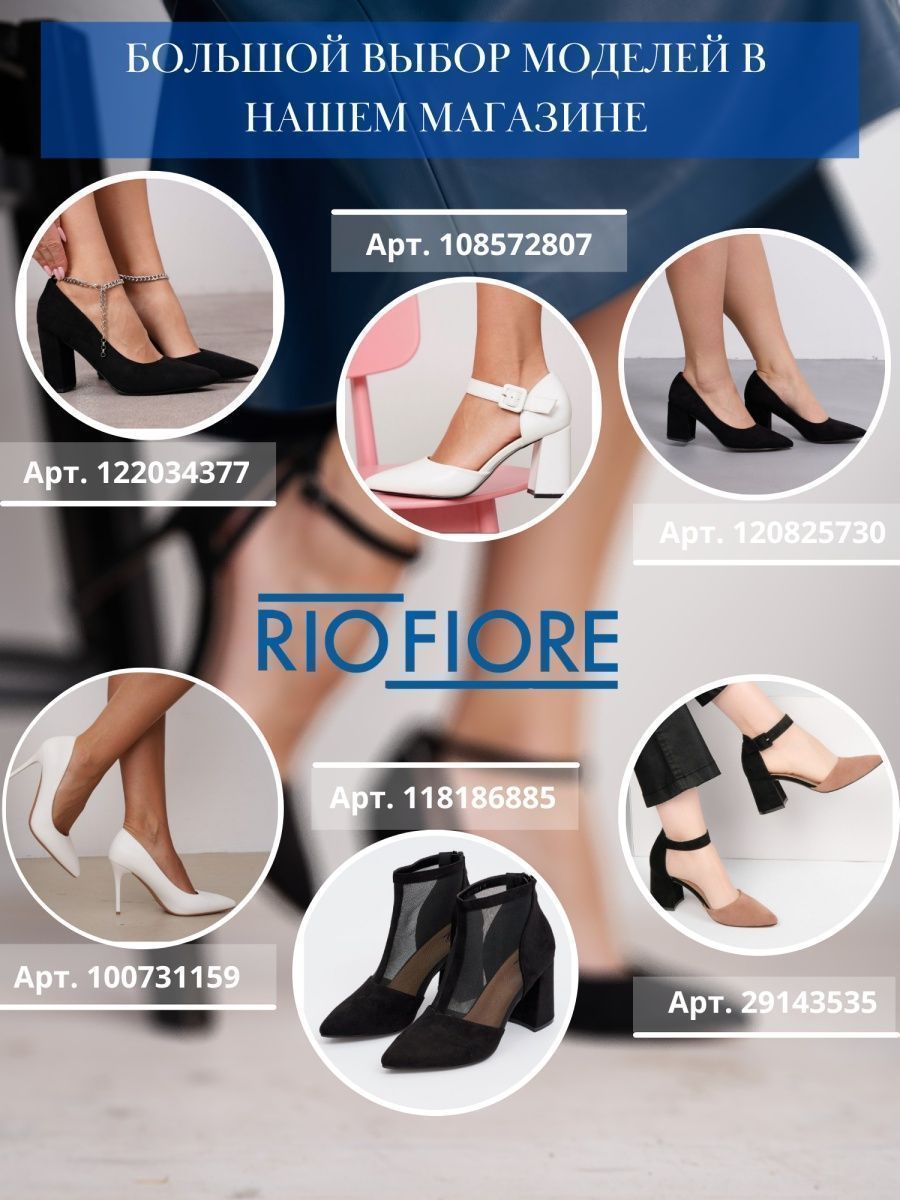 БОЛЬШОЙ ВЫБОР МОДЕЛЕЙ В
НАШЕМ МАГАЗИНЕ
Арт. 108572807
Арт. 122034377
Арт. 120825730
RIOFIORE
Арт. 118186885
Арт. 100731159
Арт. 29143535